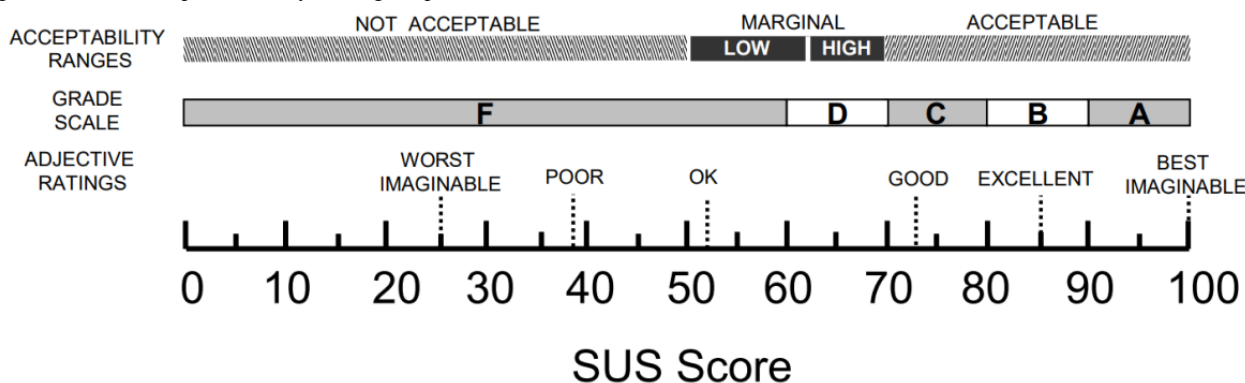 NOT ACCEPTABLE
MARGINAL
ACCEPTABLE
ACCEPTABILITY
RANGES
LOW
HIGH
GRADE
SCALE
F
D
C
B
A
ADJECTIVE
RATINGS
WORST
IMAGINABLE
POOR
OK
GOOD
EXCELLENT
BEST
IMAGINABLE
0 10 20 30 40 50 60 70 80 90 100
SUS Score